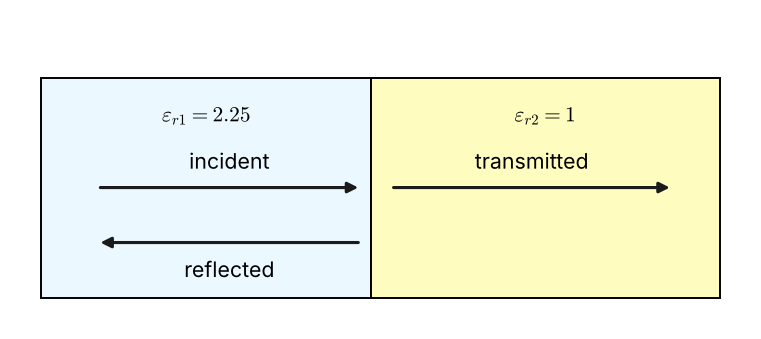 ε_{r1} = 2.25
ε_{r2} = 1
incident
transmitted
reflected